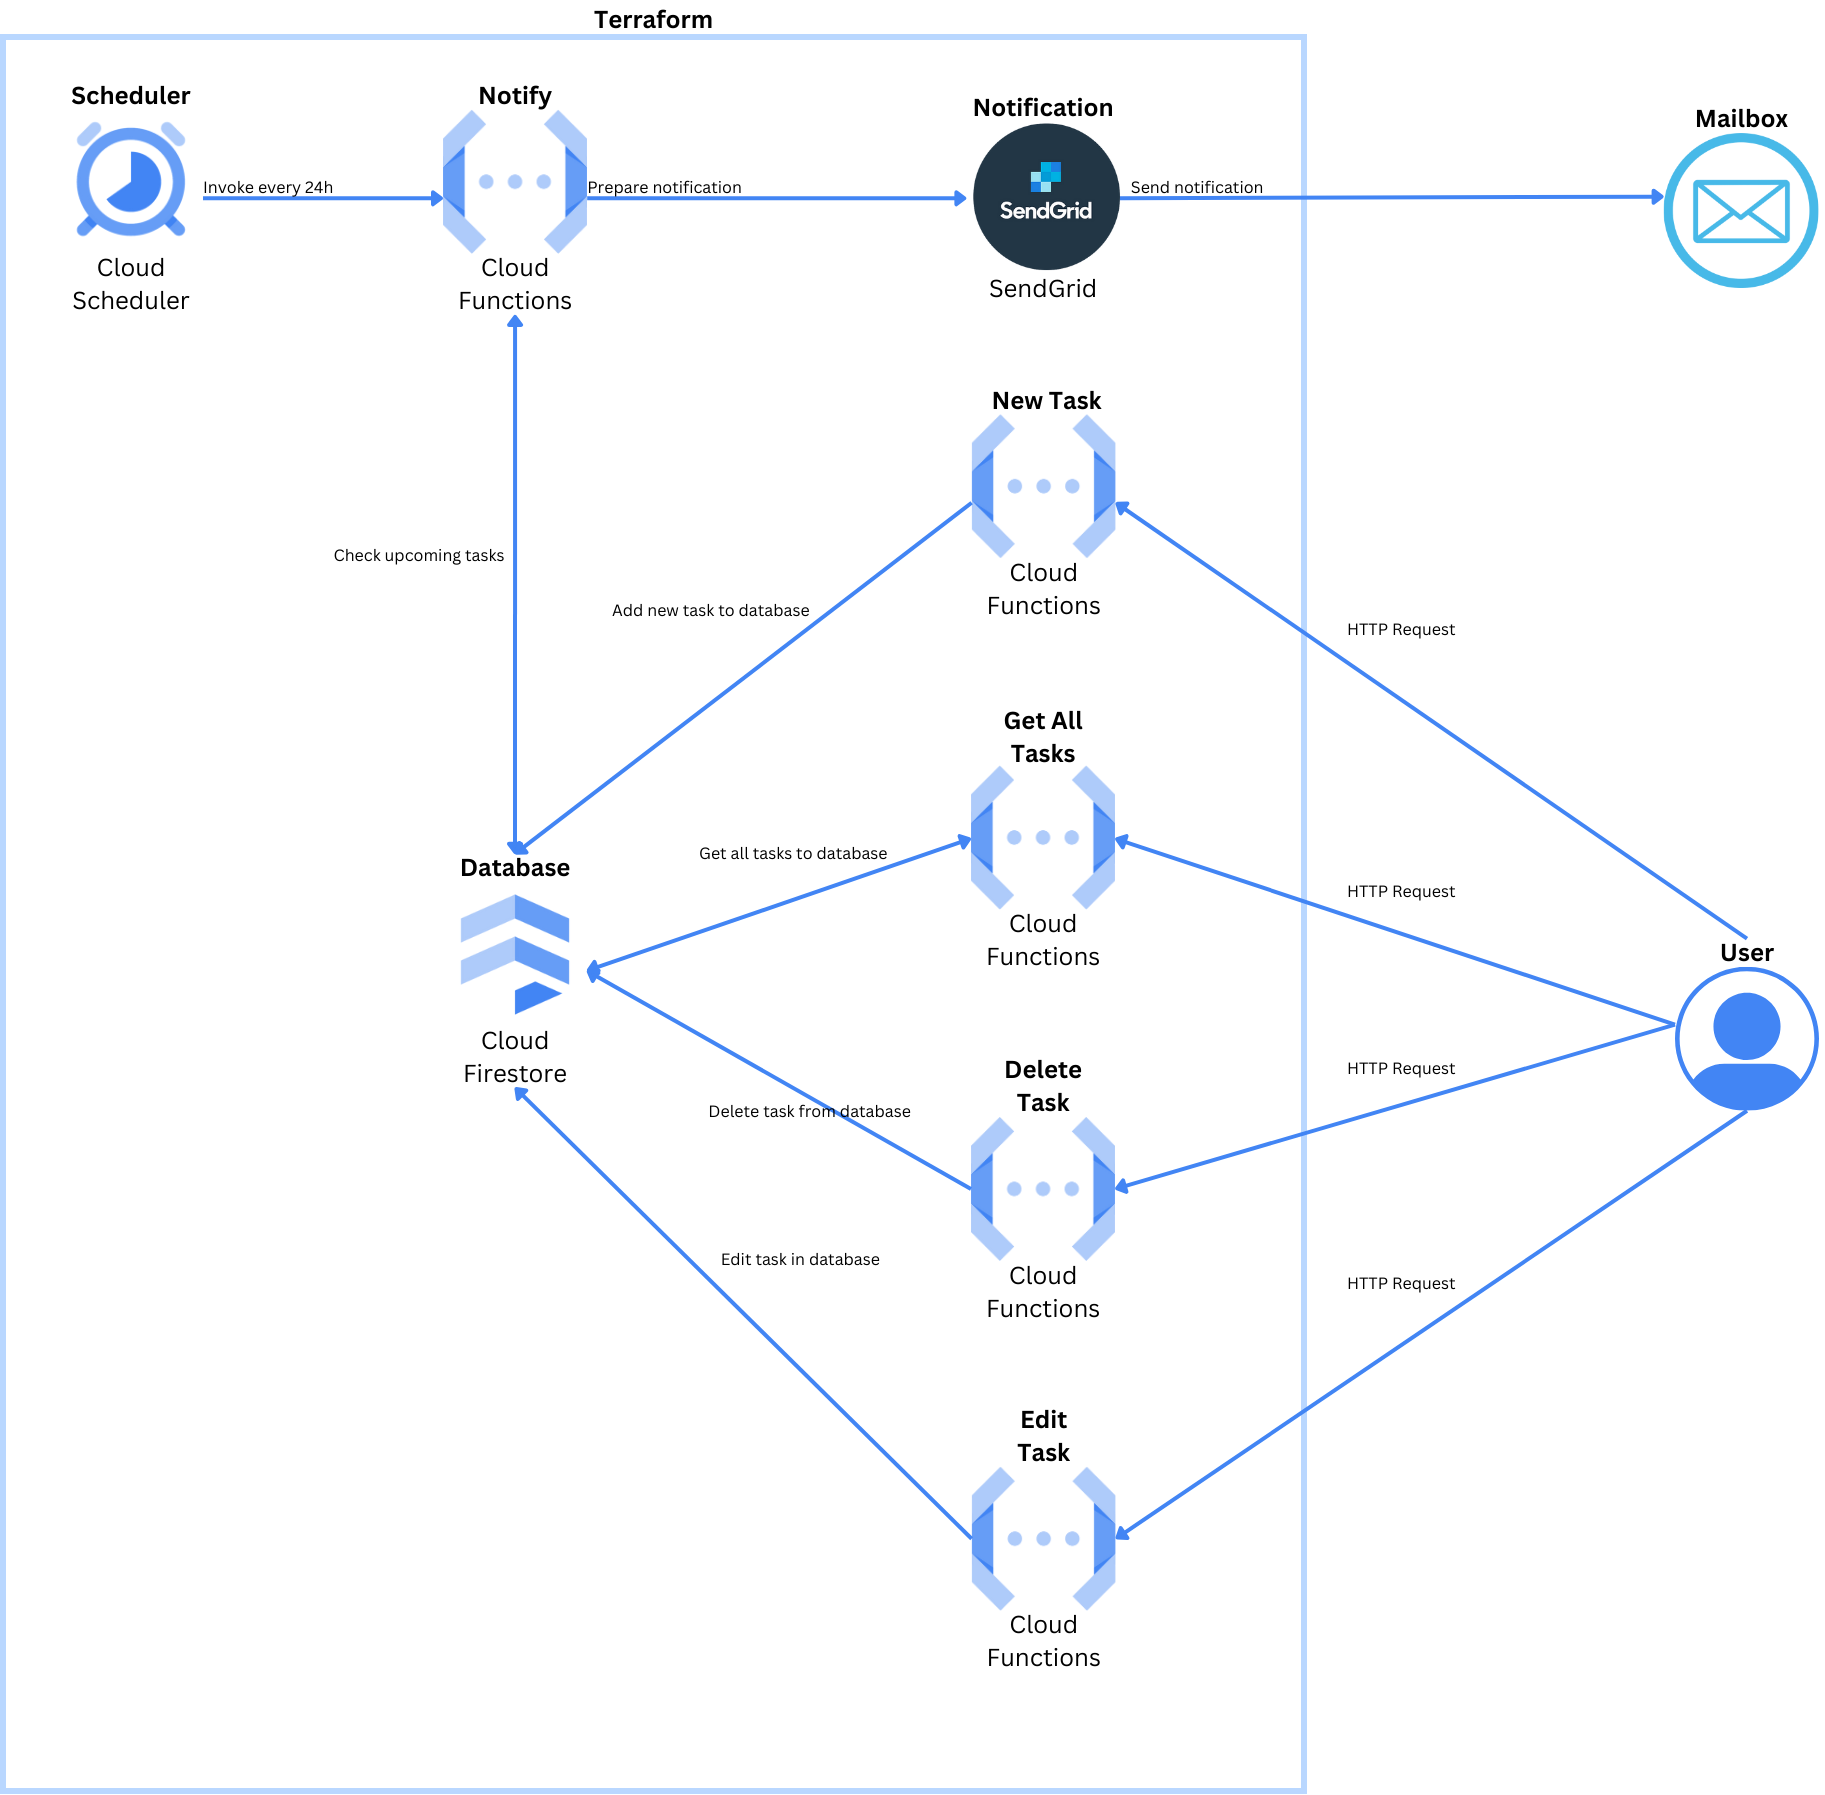 Terraform
Scheduler
Notify
Notification
Mailbox
Invoke every 24h
Prepare notification
Send notification
SendGrid
Cloud
Scheduler
Cloud
Functions
SendGrid
New Task
Cloud
Functions
Check upcoming tasks
Add new task to database
HTTP Request
Get All
Tasks
Get all tasks to database
Cloud
Functions
HTTP Request
Database
Cloud
Firestore
User
Delete
Task
HTTP Request
Delete task from database
Cloud
Functions
Edit task in database
HTTP Request
Edit
Task
Cloud
Functions